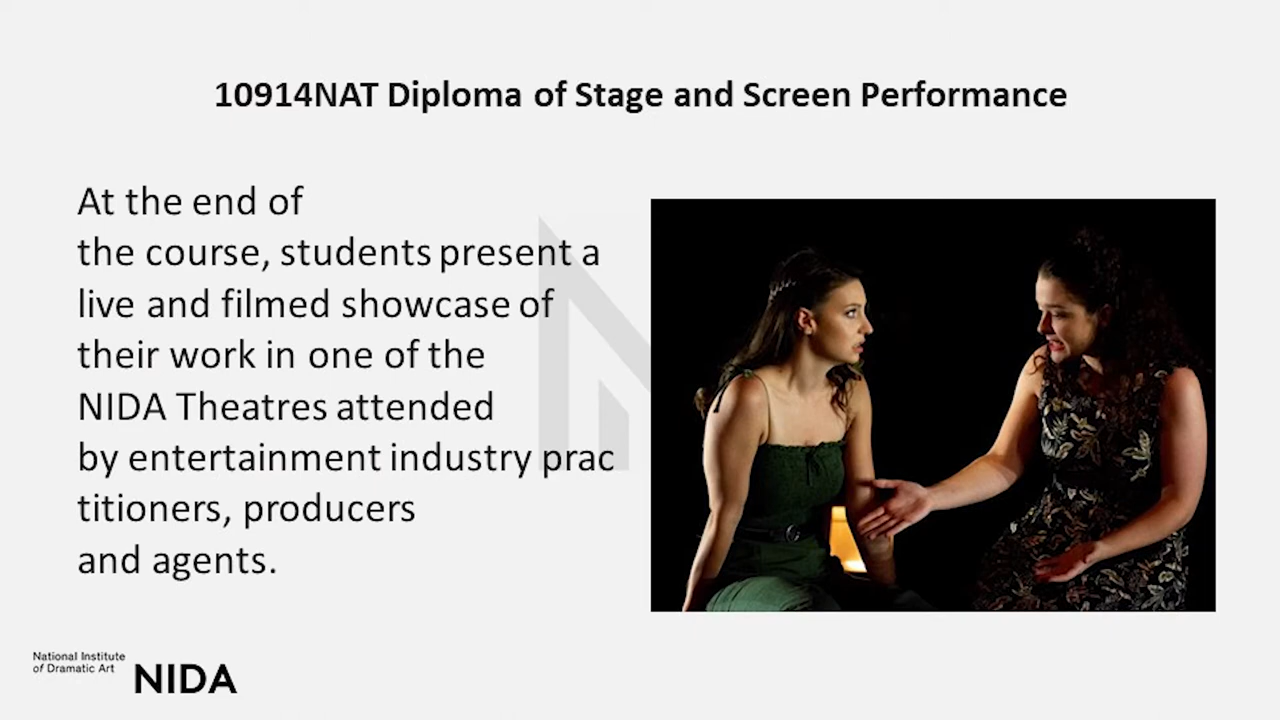 10914NAT Diploma of Stage and Screen Performance
At the end of
the course, students present a
live and filmed showcase of
their work in one of the
NIDA Theatres attended
by entertainment industry prac
titioners, producers
and agents.
National Institute
of Dramatic Art
NIDA